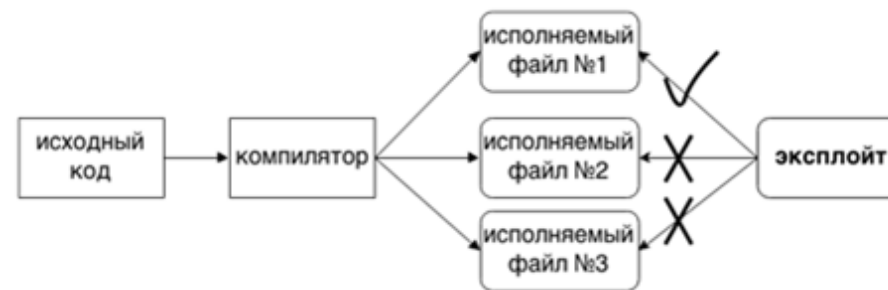 исходный
код
компилятор
исполняемый
файл №1
исполняемый
файл №2
исполняемый
файл №3
эксплойт